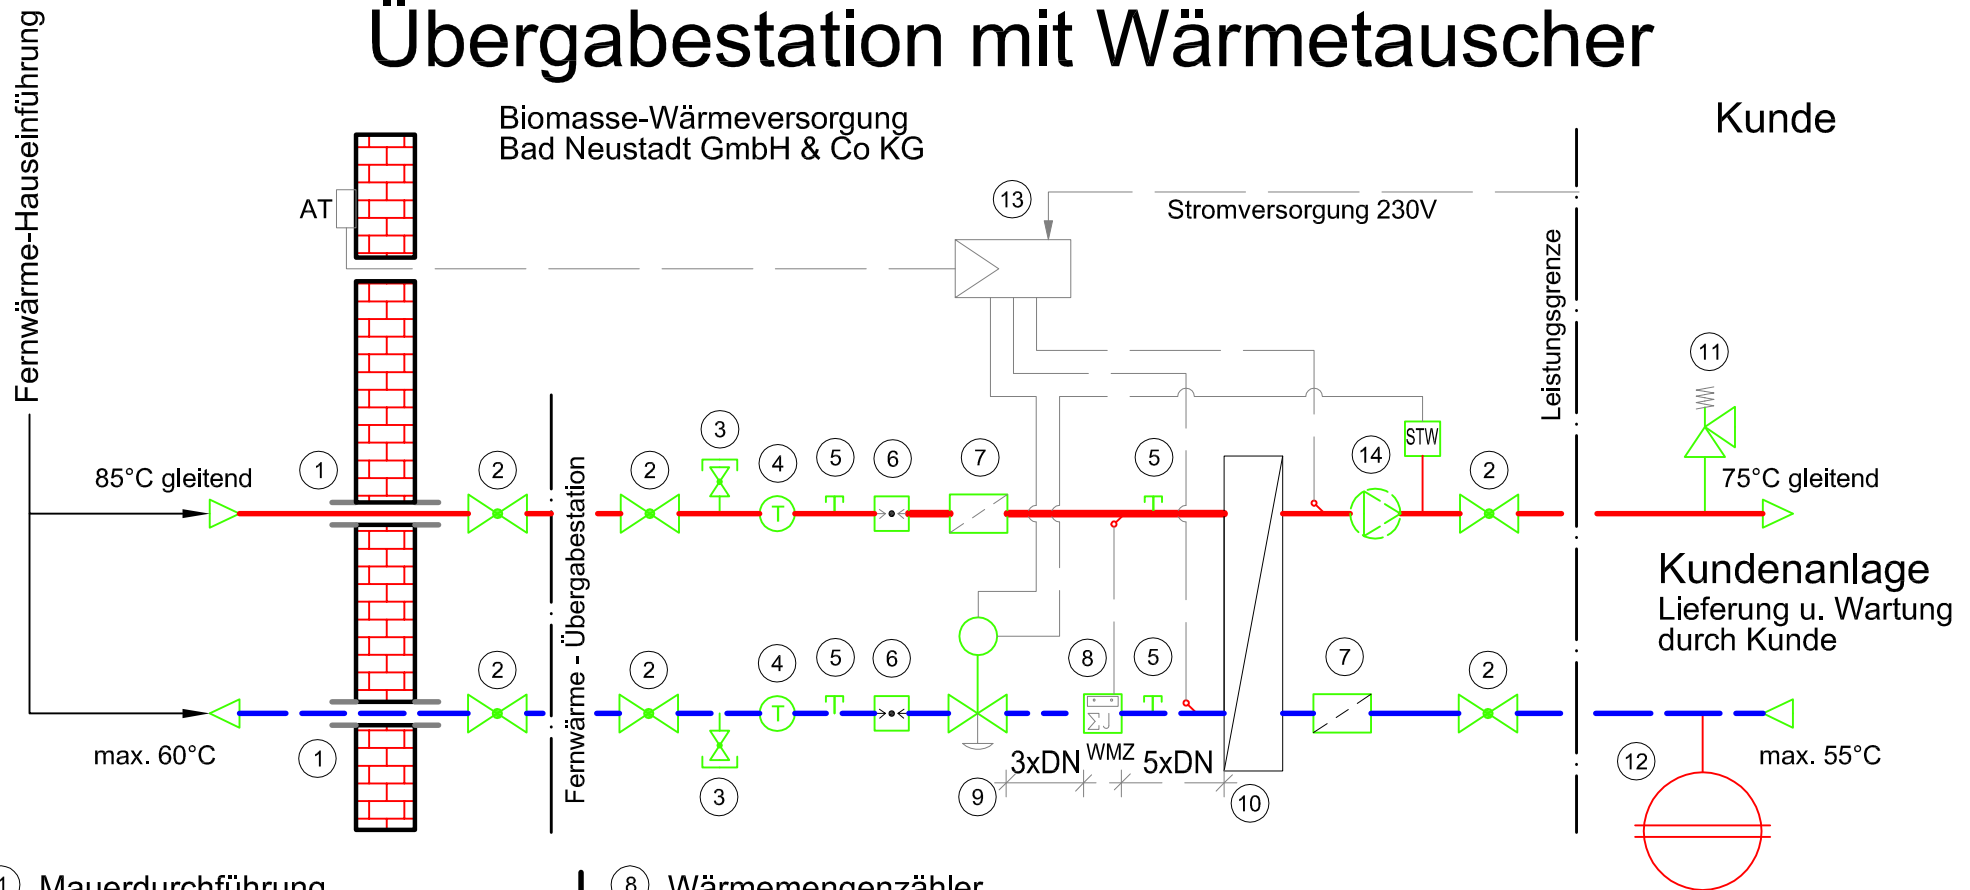 Übergabestation mit Wärmetauscher
Fernwärme-Hauseinführung
Biomasse-Wärmeversorgung
Bad Neustadt GmbH & Co KG
Kunde
AT
13
Stromversorgung 230V
Leistungsgrenze
11
85°C gleitend
1
2
2
3
4
5
6
7
5
14
STW
2
75°C gleitend
T
Fernwärme - Übergabestation
Kundenanlage
Lieferung u. Wartung
durch Kunde
2
2
4
5
6
8
5
7
2
T
ΣJ
max. 60°C
1
3
9
3xDN
WMZ
5xDN
10
12
max. 55°C
1 Mauerdurchführung
8 Wärmemengenzähler